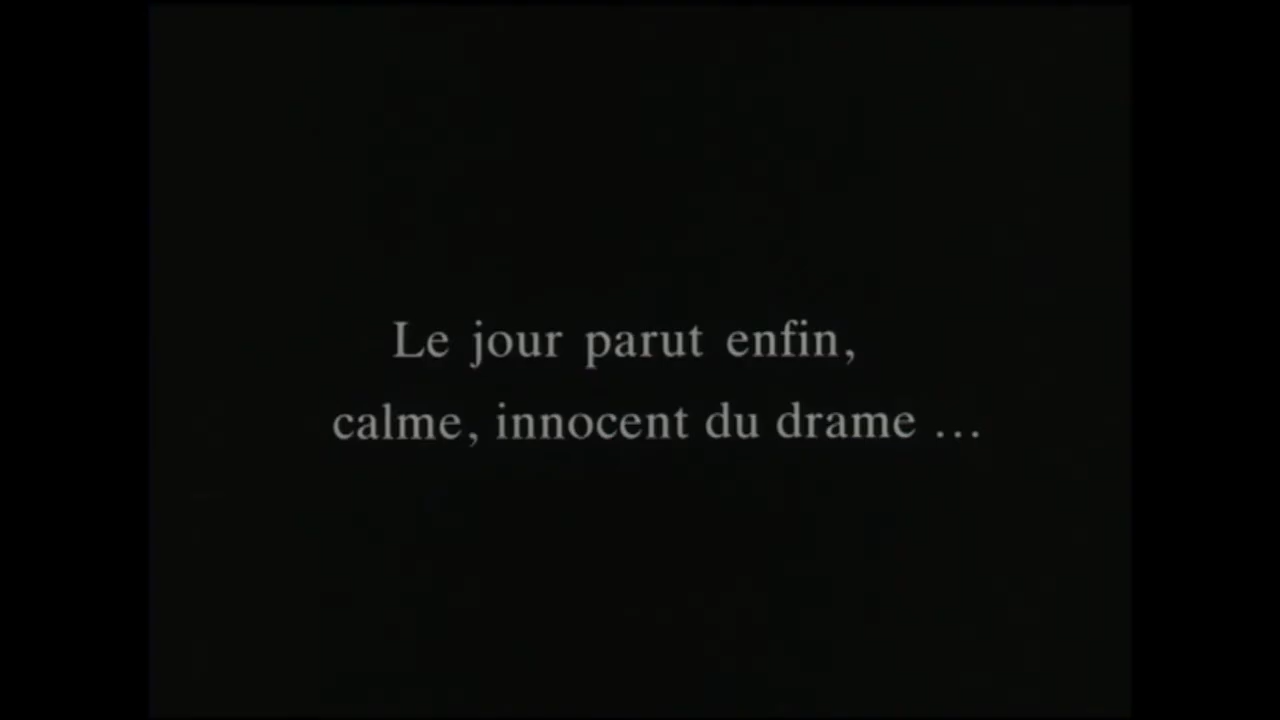 Le jour parut enfin,
calme, innocent du drame ...